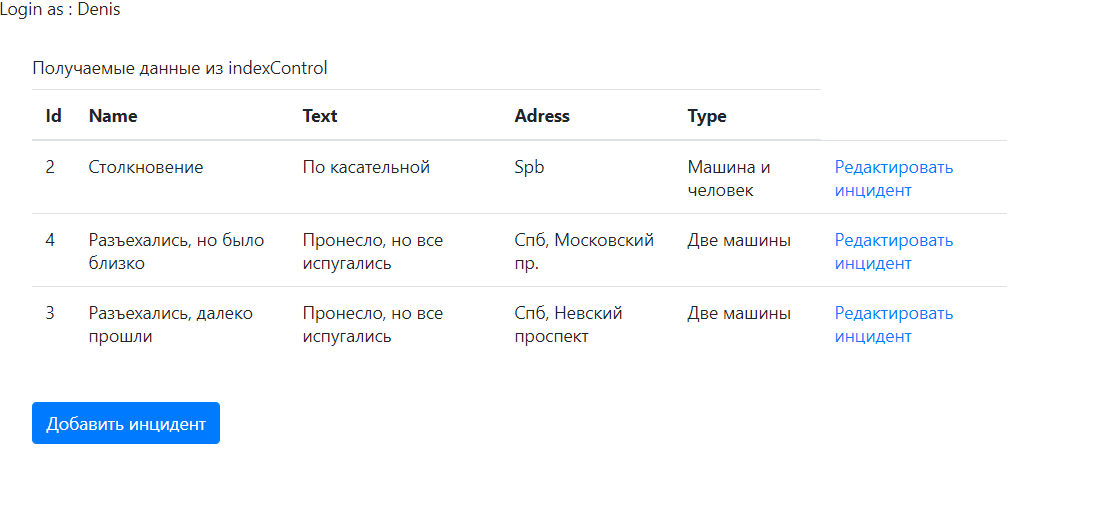 Login as : Denis
Получаемые данные из indexControl
Id Name Text Adress Type
2 Столкновение По касательной Spb Машина и Редактировать
человек инцидент
4 Разъехались, но было Пронесло, но все Спб, Московский Две машины Редактировать
близко испугались пр. инцидент
3 Разъехались, далеко Пронесло, но все Спб, Невский Две машины Редактировать
прошли испугались проспект инцидент
Добавить инцидент